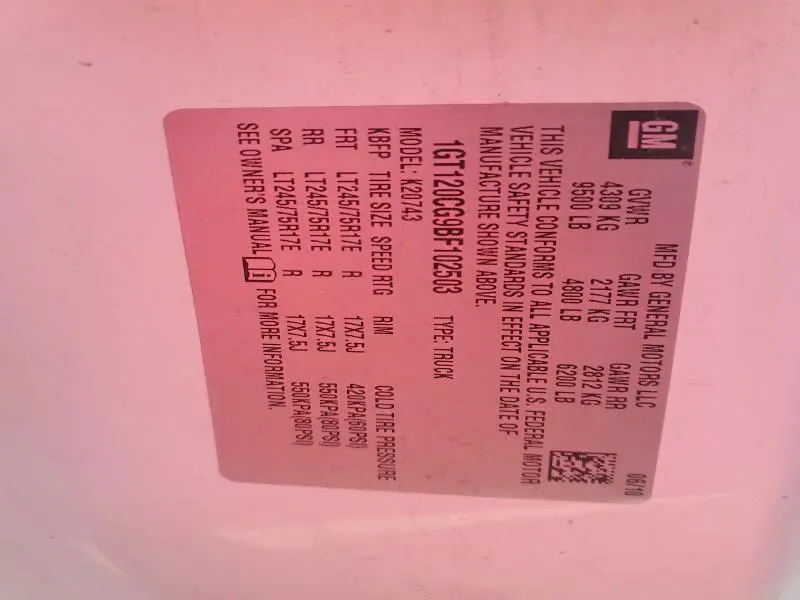 GM
MFD BY GENERAL MOTORS LLC 06/10
GVWR GAWR FRT GAWR RR
4309 KG 2177 KG 2812 KG
9500 LB 4800 LB 6200 LB
THIS VEHICLE CONFORMS TO ALL APPLICABLE U.S. FEDERAL MOTOR
VEHICLE SAFETY STANDARDS IN EFFECT ON THE DATE OF
MANUFACTURE SHOWN ABOVE.
1GT120CG9BF102503 TYPE: TRUCK
MODEL: K20743
KBFP TIRE SIZE SPEED RTG RIM COLD TIRE PRESSURE
FRT LT245/75R17E R 17X7.5J 420KPA(60PSI)
RR LT245/75R17E R 17X7.5J 550KPA(80PSI)
SPA LT245/75R17E R 17X7.5J 550KPA(80PSI)
SEE OWNER'S MANUAL FOR MORE INFORMATION.